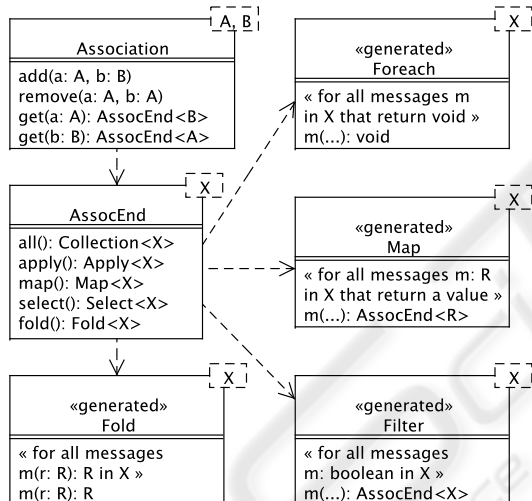 A, B
Association
add(a: A, b: B)
remove(a: A, b: A)
get(a: A): AssocEnd<B>
get(b: B): AssocEnd<A>
X
«generated»
Foreach
« for all messages m
in X that return void »
m(...): void
X
AssocEnd
all(): Collection<X>
apply(): Apply<X>
map(): Map<X>
select(): Select<X>
fold(): Fold<X>
X
«generated»
Map
« for all messages m: R
in X that return a value »
m(...): AssocEnd<R>
X
«generated»
Fold
« for all messages
m(r: R): R in X »
m(r: R): R
X
«generated»
Filter
« for all messages
m: boolean in X »
m(...): AssocEnd<X>